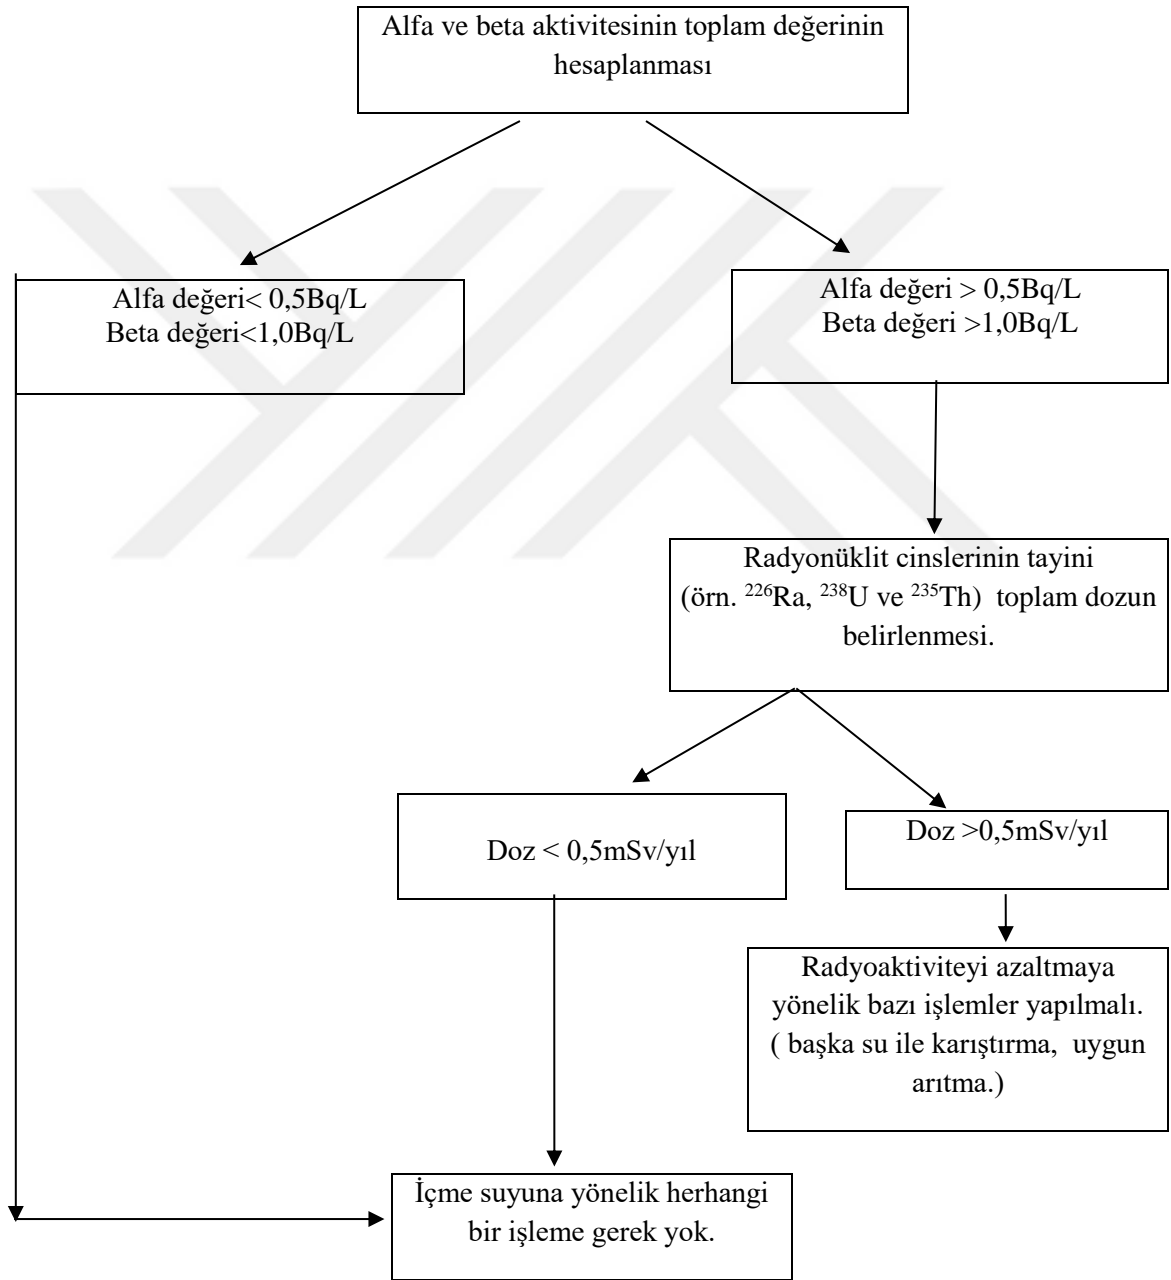 Alfa ve beta aktivitesinin toplam değerinin
hesaplanması
Alfa değeri< 0,5Bq/L
Beta değeri<1,0Bq/L
Alfa değeri > 0,5Bq/L
Beta değeri >1,0Bq/L
Radyonüklit cinslerinin tayini
(örn. ²²⁶Ra, ²³⁸U ve ²³⁵Th) toplam dozun
belirlenmesi.
Doz < 0,5mSv/yıl
Doz >0,5mSv/yıl
Radyoaktiviteyi azaltmaya
yönelik bazı işlemler yapılmalı.
( başka su ile karıştırma, uygun
arıtma.)
İçme suyuna yönelik herhangi
bir işleme gerek yok.